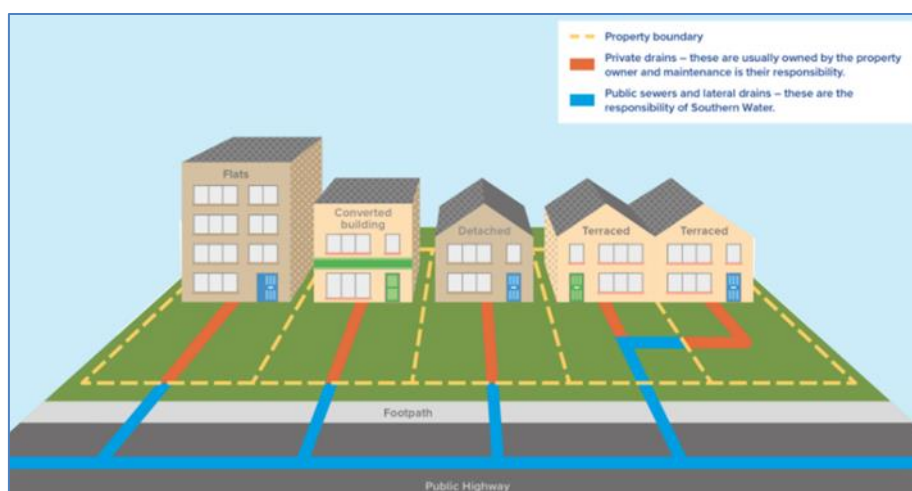 Property boundary
Private drains – these are usually owned by the property
owner and maintenance is their responsibility.
Public sewers and lateral drains – these are the
responsibility of Southern Water.
Flats
Converted
building
Detached
Terraced
Terraced
Footpath
Public Highway